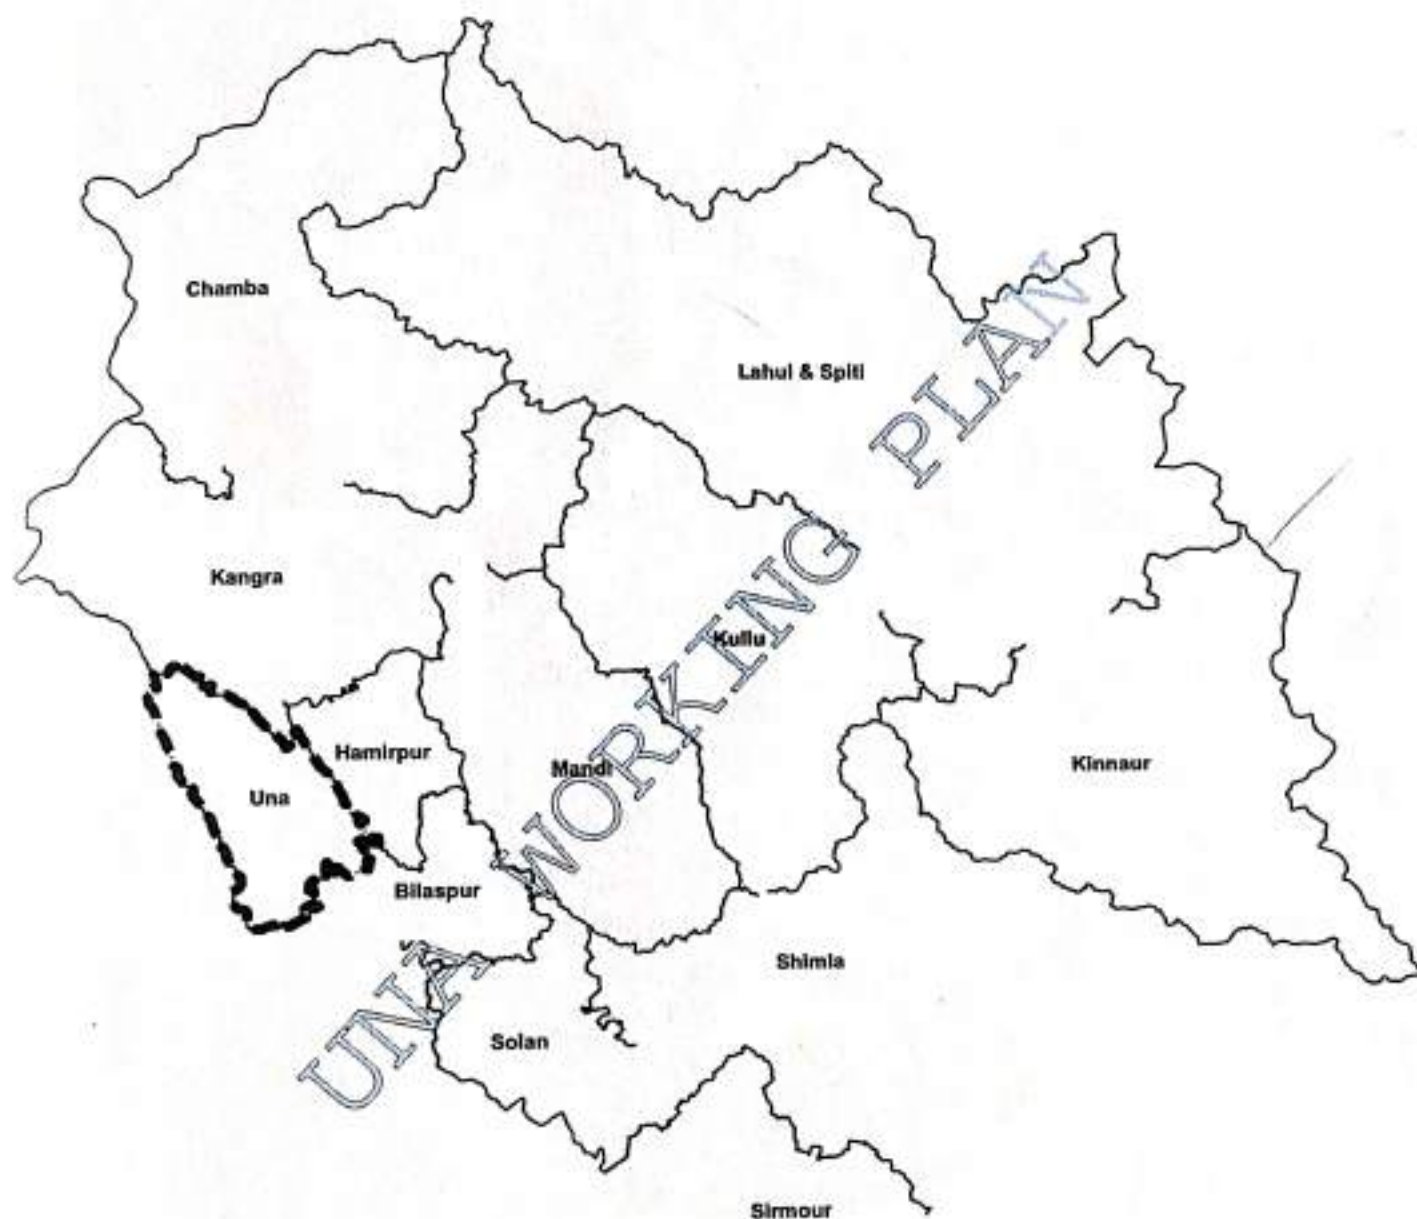 Chamba
Lahul & Spiti
Kangra
Kullu
Hamirpur
Mandi
Kinnaur
Una
Bilaspur
Shimla
Solan
Sirmour
UNA WORKING PLAN